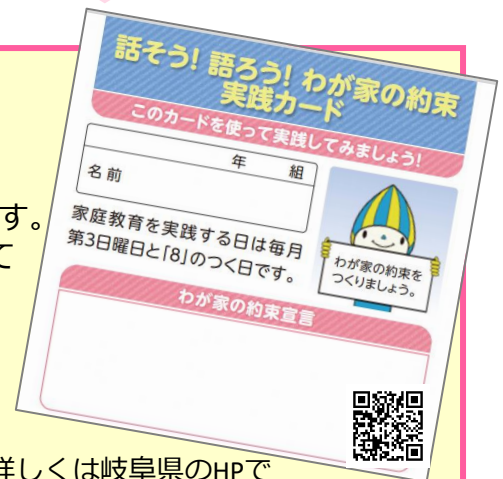 話そう! 語ろう! わが家の約束
実践カード
このカードを使って実践してみましょう!
年 組
名前
す。
て
家庭教育を実践する日は毎月
第3日曜日と「8」のつく日です。
わが家の約束を
つくりましょう。
わが家の約束宣言
詳しくは岐阜県のHPで